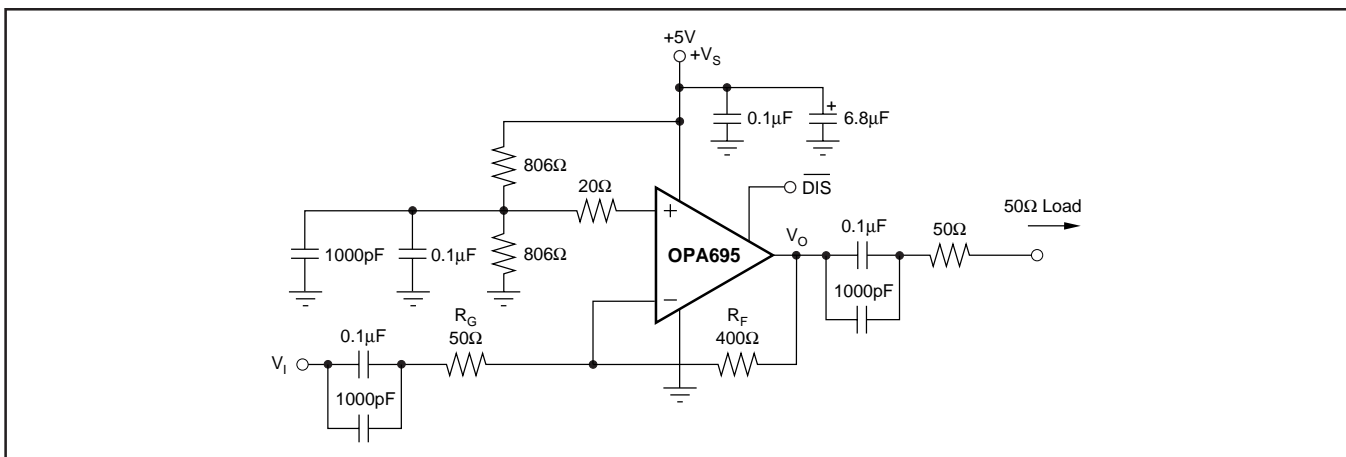 +5V
+V_S
0.1µF
6.8µF
806Ω
20Ω
DIS
50Ω Load
+
1000pF
0.1µF
806Ω
OPA695
V_O
0.1µF
50Ω
1000pF
−
R_G
50Ω
R_F
400Ω
0.1µF
V_I
1000pF
+